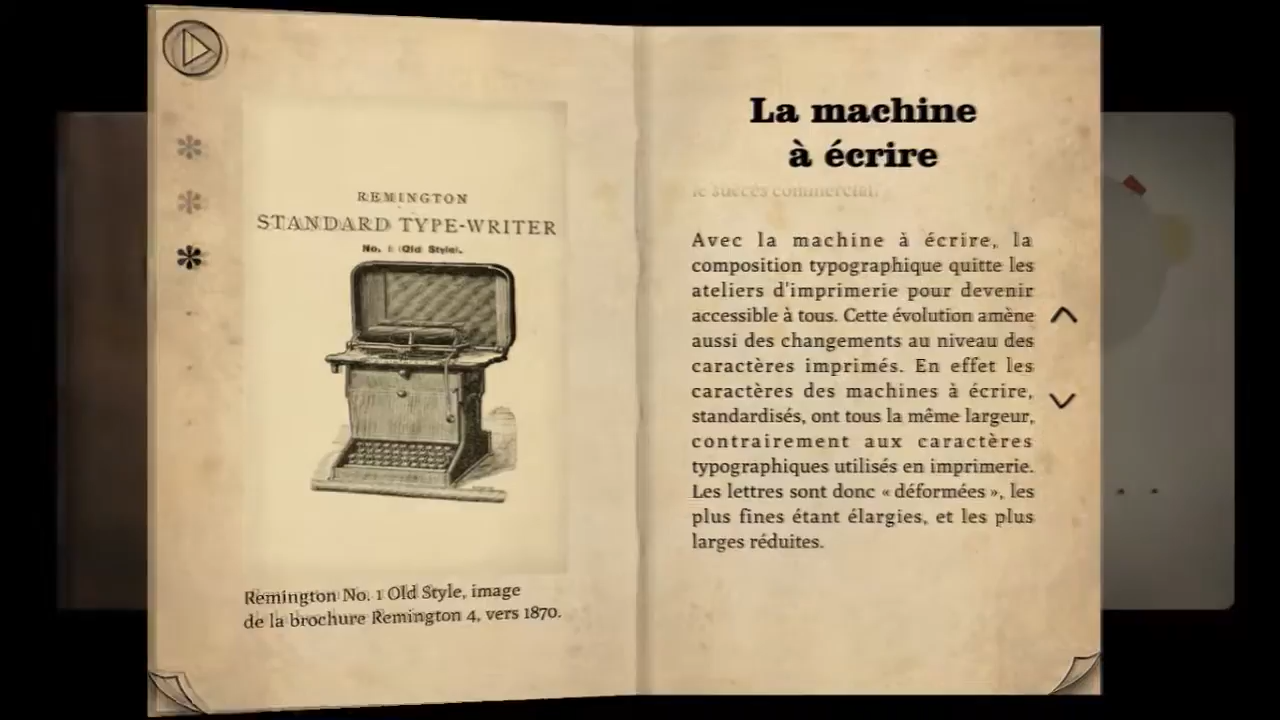 REMINGTON
STANDARD TYPE-WRITER
No. 1 (Old Style).
Remington No. 1 Old Style, image
de la brochure Remington 4, vers 1870.
La machine
à écrire
le succès commercial.
Avec la machine à écrire, la
composition typographique quitte les
ateliers d'imprimerie pour devenir
accessible à tous. Cette évolution amène
aussi des changements au niveau des
caractères imprimés. En effet les
caractères des machines à écrire,
standardisés, ont tous la même largeur,
contrairement aux caractères
typographiques utilisés en imprimerie.
Les lettres sont donc « déformées », les
plus fines étant élargies, et les plus
larges réduites.